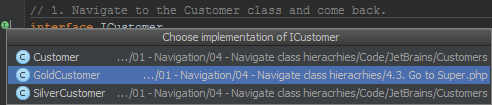 // 1. Navigate to the Customer class and come back.
interface ICustomer
Choose implementation of ICustomer
C Customer .../01 - Navigation/04 - Navigate class hieracrhies/Code/JetBrains/Customers
C GoldCustomer .../01 - Navigation/04 - Navigate class hieracrhies/4.3. Go to Super.php
C SilverCustomer .../01 - Navigation/04 - Navigate class hierarchies/Code/JetBrains/Customers